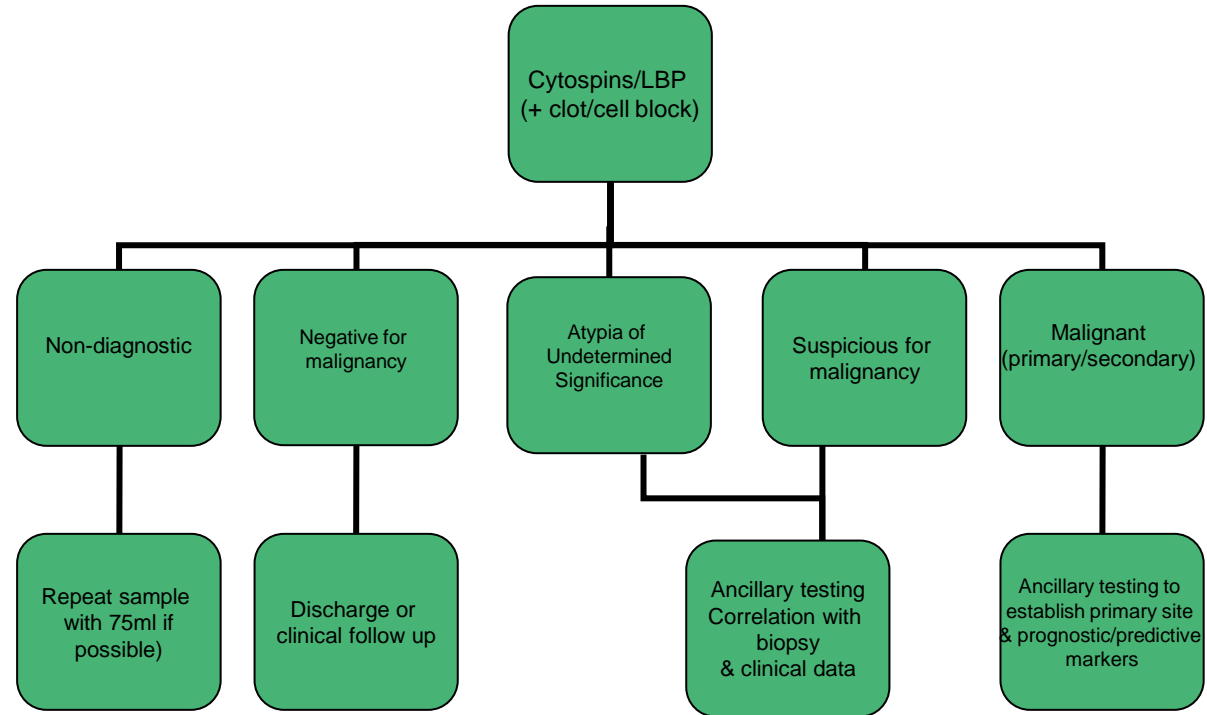 Cytospins/LBP
(+ clot/cell block)
Non-diagnostic
Negative for
malignancy
Atypia of
Undetermined
Significance
Suspicious for
malignancy
Malignant
(primary/secondary)
Repeat sample
with 75ml if
possible)
Discharge or
clinical follow up
Ancillary testing
Correlation with
biopsy
& clinical data
Ancillary testing to
establish primary site
& prognostic/predictive
markers